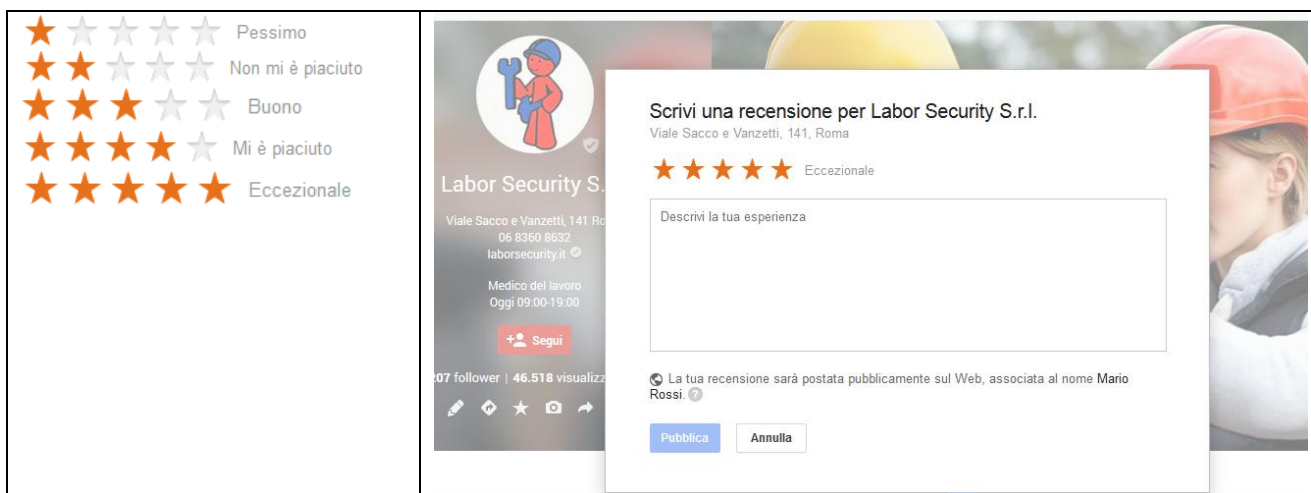 Pessimo
Non mi è piaciuto
Buono
Mi è piaciuto
Eccezionale
Labor Security S.
Viale Sacco e Vanzetti, 141
06 8360 8632
laborsecurity.it
Medico del lavoro
Oggi 09:00-19:00
Segui
207 follower | 46.518
Scrivi una recensione per Labor Security S.r.l.
Viale Sacco e Vanzetti, 141, Roma
Eccezionale
Descrivi la tua esperienza
La tua recensione sarà postata pubblicamente sul Web, associata al nome Mario
Rossi.
Pubblica
Annulla